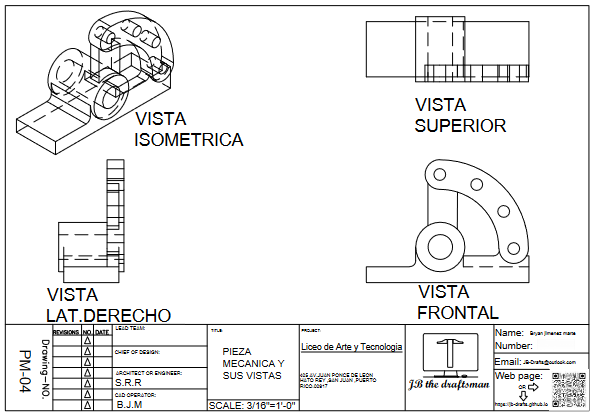 VISTA
ISOMETRICA
VISTA
SUPERIOR
VISTA
LAT.DERECHO
VISTA
FRONTAL
PM-04
Drawing-No.
REVISIONS NO. DATE
LEAD TEAM:
CHIEF OF DESIGN:
ARCHITECT OR ENGINEER:
S.R.R
CAD OPERATOR:
B.J.M
TITLE:
PIEZA
MECANICA Y
SUS VISTAS
SCALE: 3/16"=1'-0"
PROJECT:
Liceo de Arte y Tecnologia
405 AV.JUAN PONCE DE LEON,
HATO REY ,SAN JUAN, PUERTO
RICO 00917
JB the draftsman
Name: Bryan jimenez marte
Number:
Email: JB-Drafts@outlook.com
Web page:
OR
https://jb-drafts.github.io